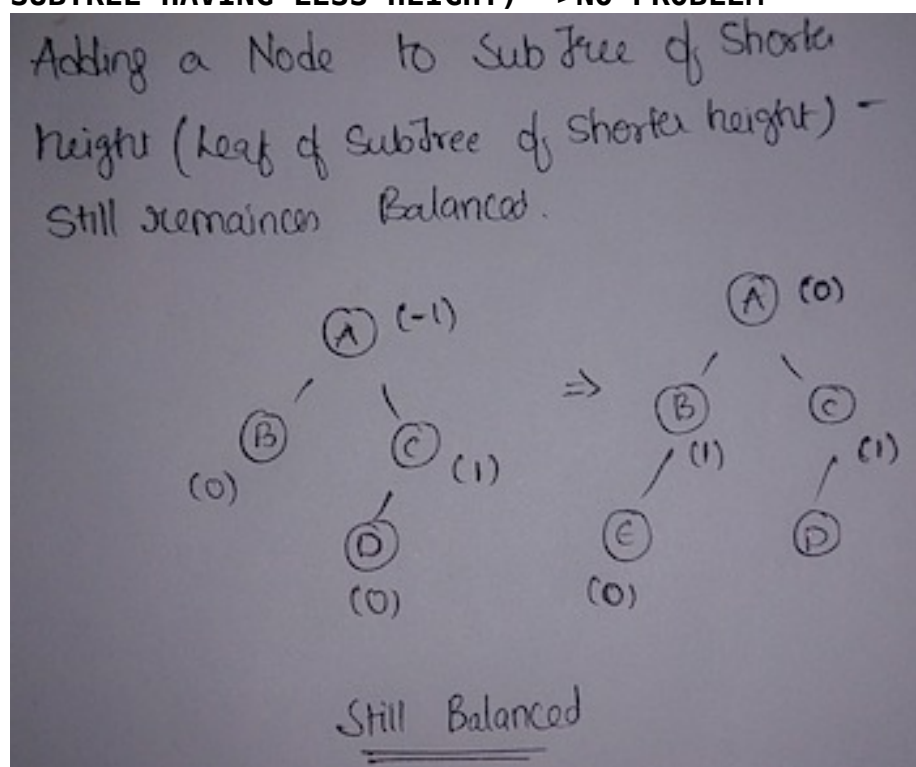 SUBTREE HAVING LESS HEIGHT) ->NO PROBLEM
Adding a Node to SubTree of Shorter
height (Leaf of SubTree of Shorter height) -
Still remainces Balanced.
A (-1)
A (0)
B
C
=>
B
C
(0)
(1)
(1)
(1)
D
E
D
(0)
(0)
Still Balanced